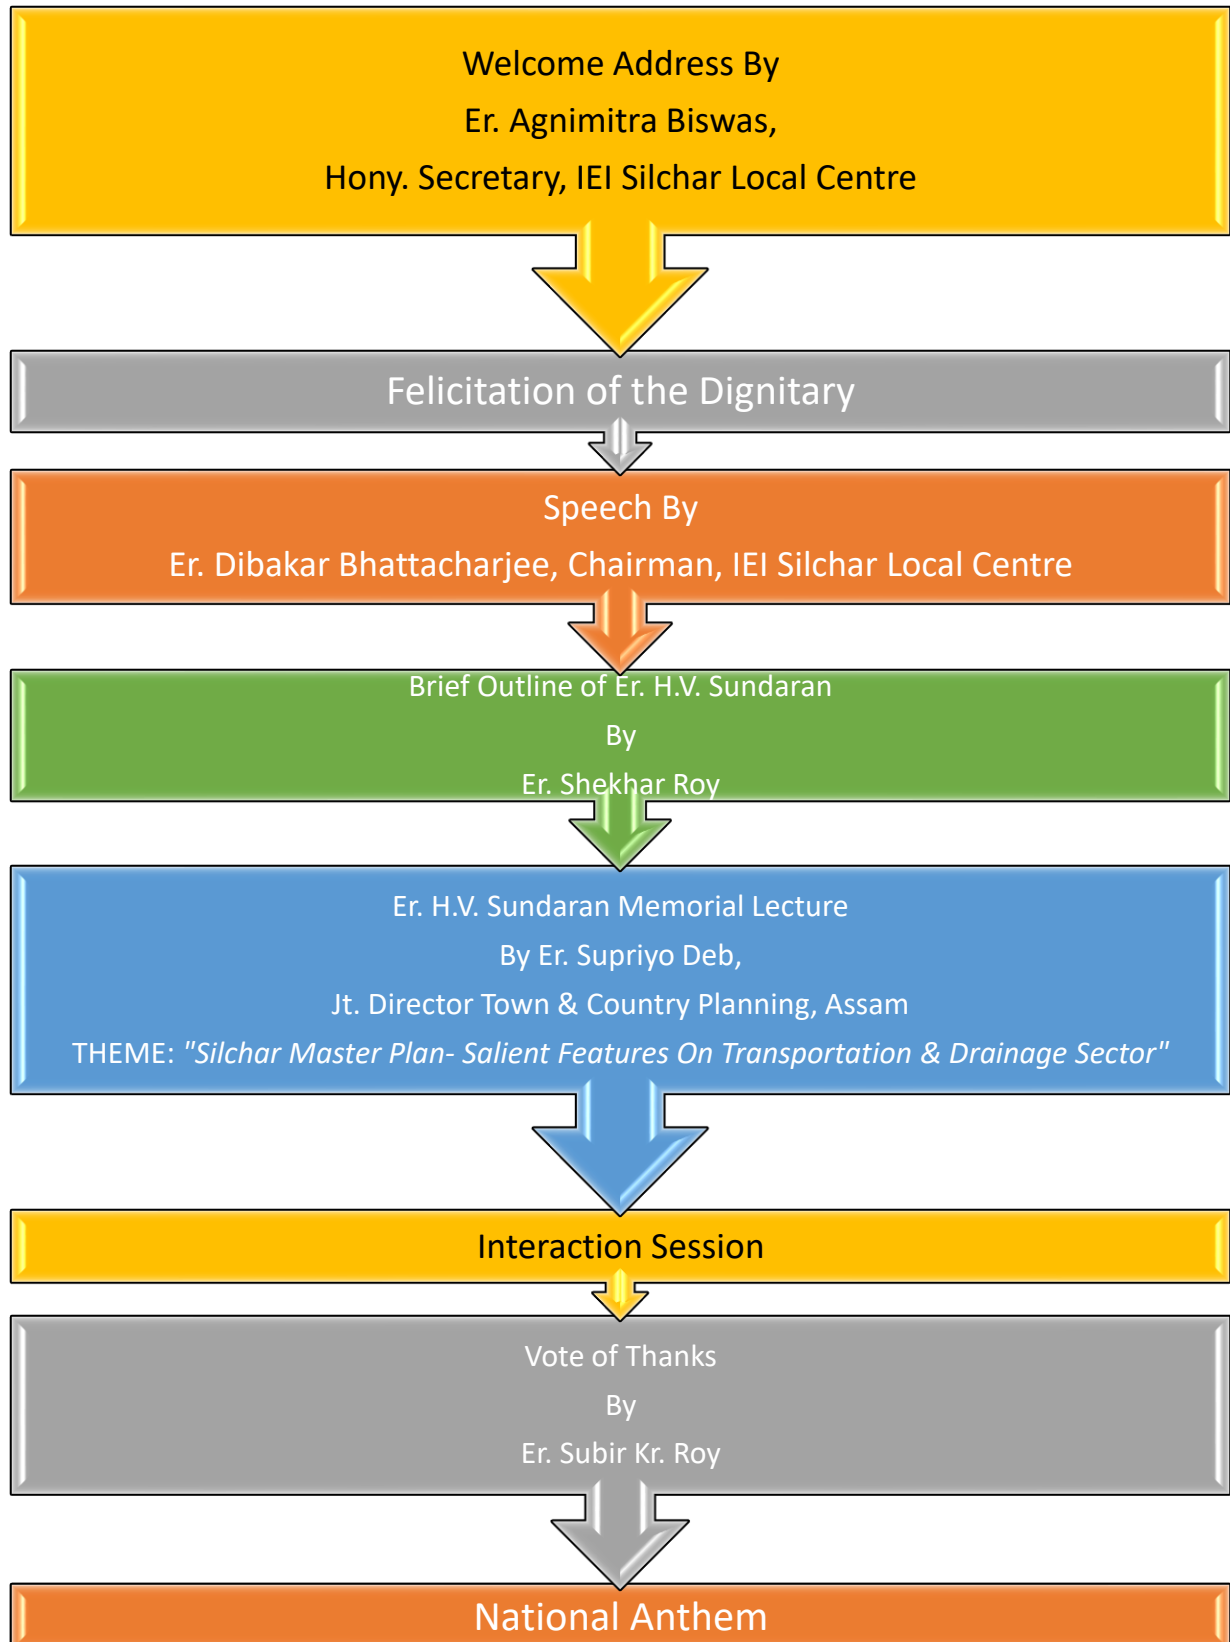 Welcome Address By
Er. Agnimitra Biswas,
Hony. Secretary, IEI Silchar Local Centre
Felicitation of the Dignitary
Speech By
Er. Dibakar Bhattacharjee, Chairman, IEI Silchar Local Centre
Brief Outline of Er. H.V. Sundaran
By
Er. Shekhar Roy
Er. H.V. Sundaran Memorial Lecture
By Er. Supriyo Deb,
Jt. Director Town & Country Planning, Assam
THEME: "Silchar Master Plan- Salient Features On Transportation & Drainage Sector"
Interaction Session
Vote of Thanks
By
Er. Subir Kr. Roy
National Anthem